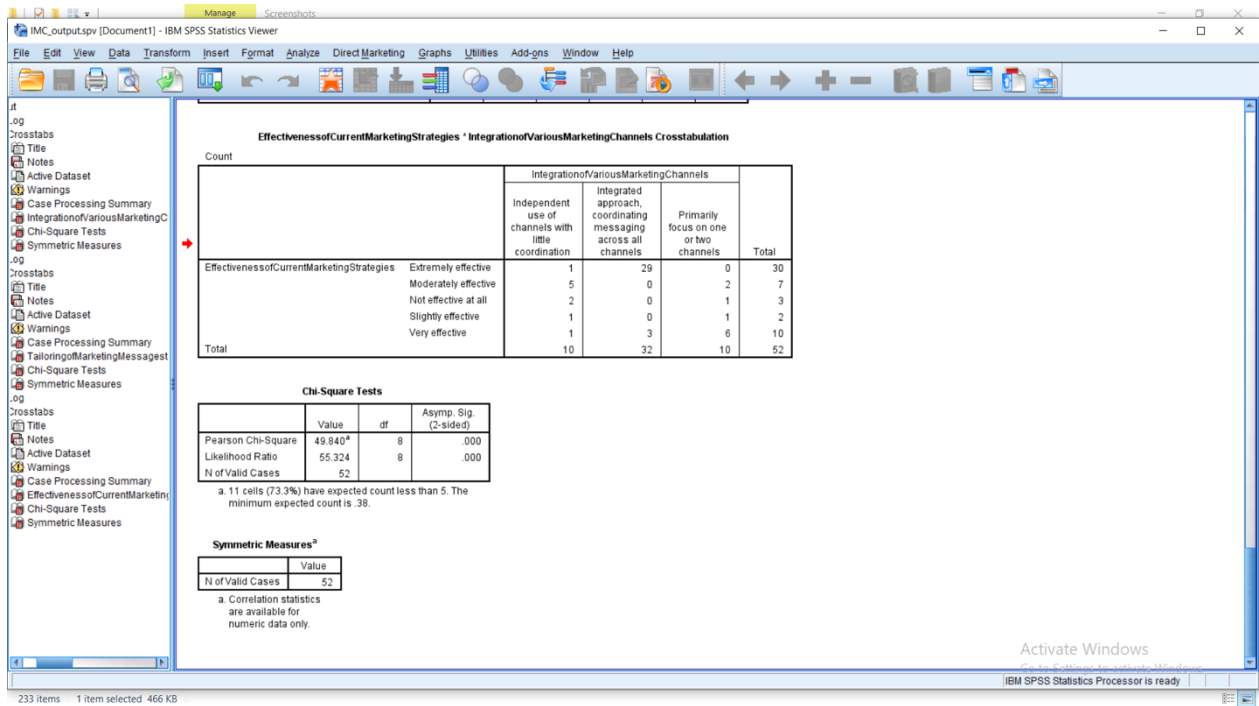 Manage Screenshots
IMC_output.spv [Document1] - IBM SPSS Statistics Viewer
File Edit View Data Transform Insert Format Analyze Direct Marketing Graphs Utilities Add-ons Window Help
ut
.og
Crosstabs
Title
Notes
Active Dataset
Warnings
Case Processing Summary
IntegrationofVariousMarketingC
Chi-Square Tests
Symmetric Measures
.og
Crosstabs
Title
Notes
Active Dataset
Warnings
Case Processing Summary
TailoringofMarketingMessagest
Chi-Square Tests
Symmetric Measures
.og
Crosstabs
Title
Notes
Active Dataset
Warnings
Case Processing Summary
EffectivenessofCurrentMarketing
Chi-Square Tests
Symmetric Measures
EffectivenessofCurrentMarketingStrategies * IntegrationofVariousMarketingChannels Crosstabulation
Count
IntegrationofVariousMarketingChannels
Independent use of channels with little coordination
Integrated approach, coordinating messaging across all channels
Primarily focus on one or two channels
Total
EffectivenessofCurrentMarketingStrategies Extremely effective 1 29 0 30
Moderately effective 5 0 2 7
Not effective at all 2 0 1 3
Slightly effective 1 0 1 2
Very effective 1 3 6 10
Total 10 32 10 52
Chi-Square Tests
Value df Asymp. Sig. (2-sided)
Pearson Chi-Square 49.840a 8 .000
Likelihood Ratio 55.324 8 .000
N of Valid Cases 52
a. 11 cells (73.3%) have expected count less than 5. The
minimum expected count is .38.
Symmetric Measuresa
Value
N of Valid Cases 52
a. Correlation statistics
are available for
numeric data only.
Activate Windows
Go to Settings to activate Windows.
IBM SPSS Statistics Processor is ready
233 items 1 item selected 466 KB